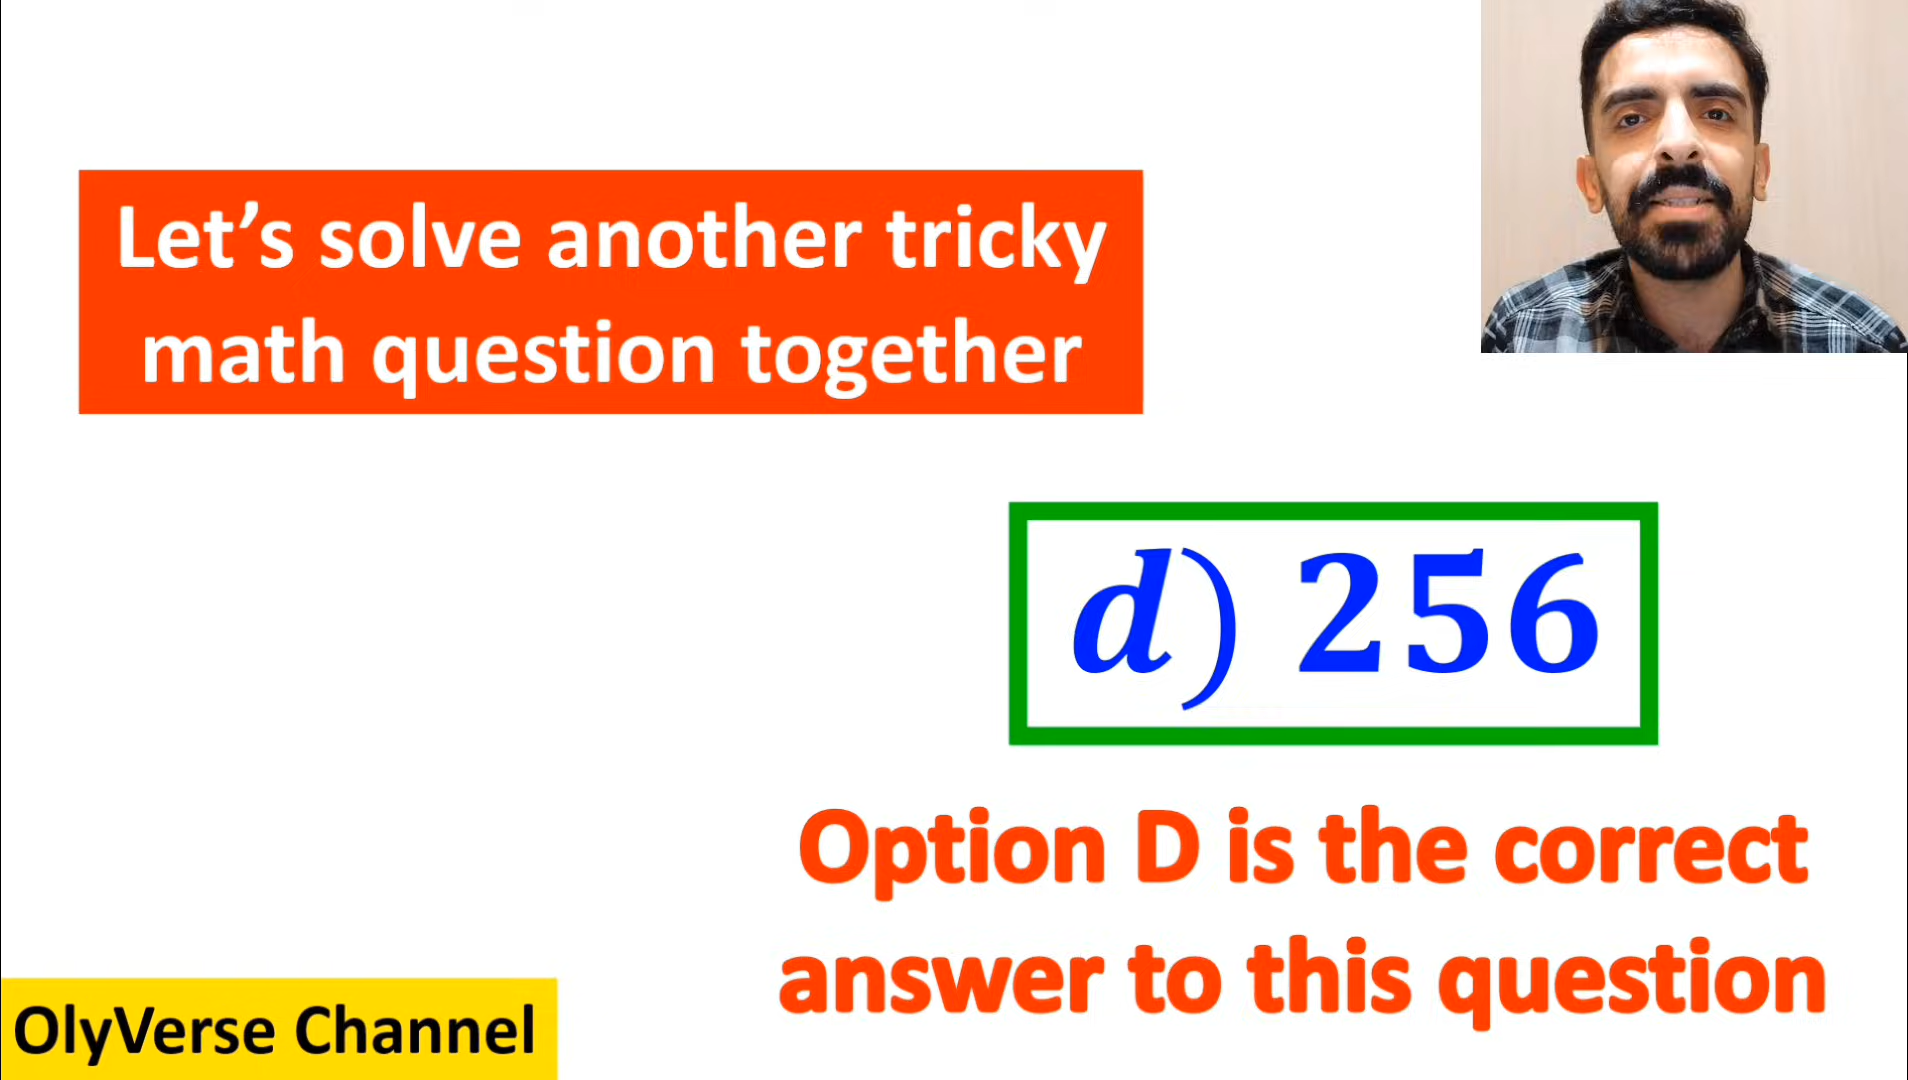 Let’s solve another tricky
math question together
d) 256
Option D is the correct
answer to this question
OlyVerse Channel